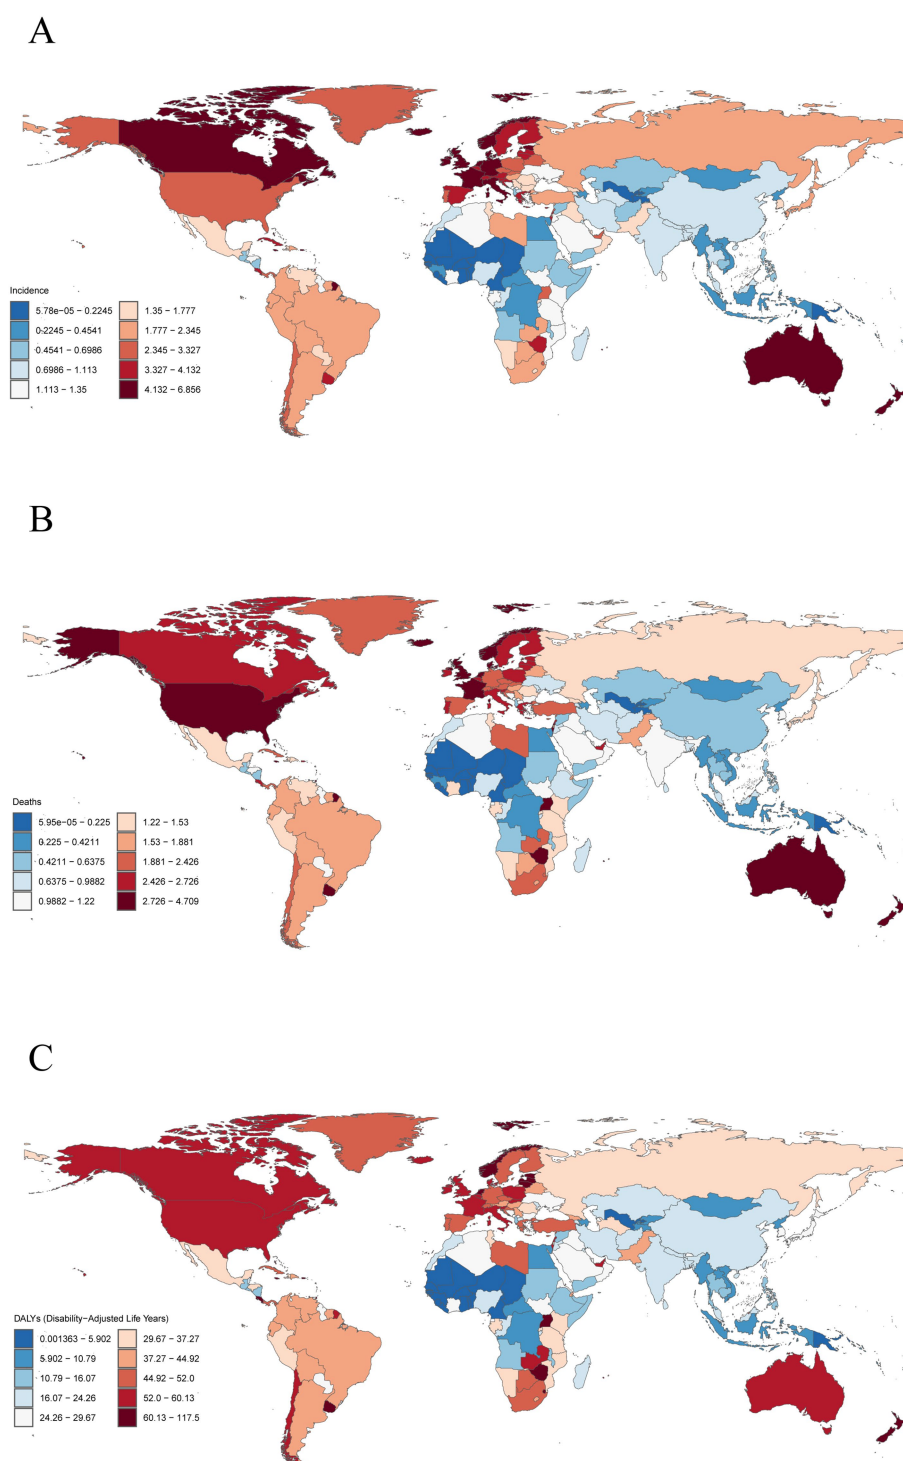 A
Incidence
5.78e−05 − 0.2245 1.35 − 1.777
0.2245 − 0.4541 1.777 − 2.345
0.4541 − 0.6986 2.345 − 3.327
0.6986 − 1.113 3.327 − 4.132
1.113 − 1.35 4.132 − 6.856
B
Deaths
5.95e−05 − 0.225 1.22 − 1.53
0.225 − 0.4211 1.53 − 1.881
0.4211 − 0.6375 1.881 − 2.426
0.6375 − 0.9882 2.426 − 2.726
0.9882 − 1.22 2.726 − 4.709
C
DALYs (Disability−Adjusted Life Years)
0.001363 − 5.902 29.67 − 37.27
5.902 − 10.79 37.27 − 44.92
10.79 − 16.07 44.92 − 52.0
16.07 − 24.26 52.0 − 60.13
24.26 − 29.67 60.13 − 117.5